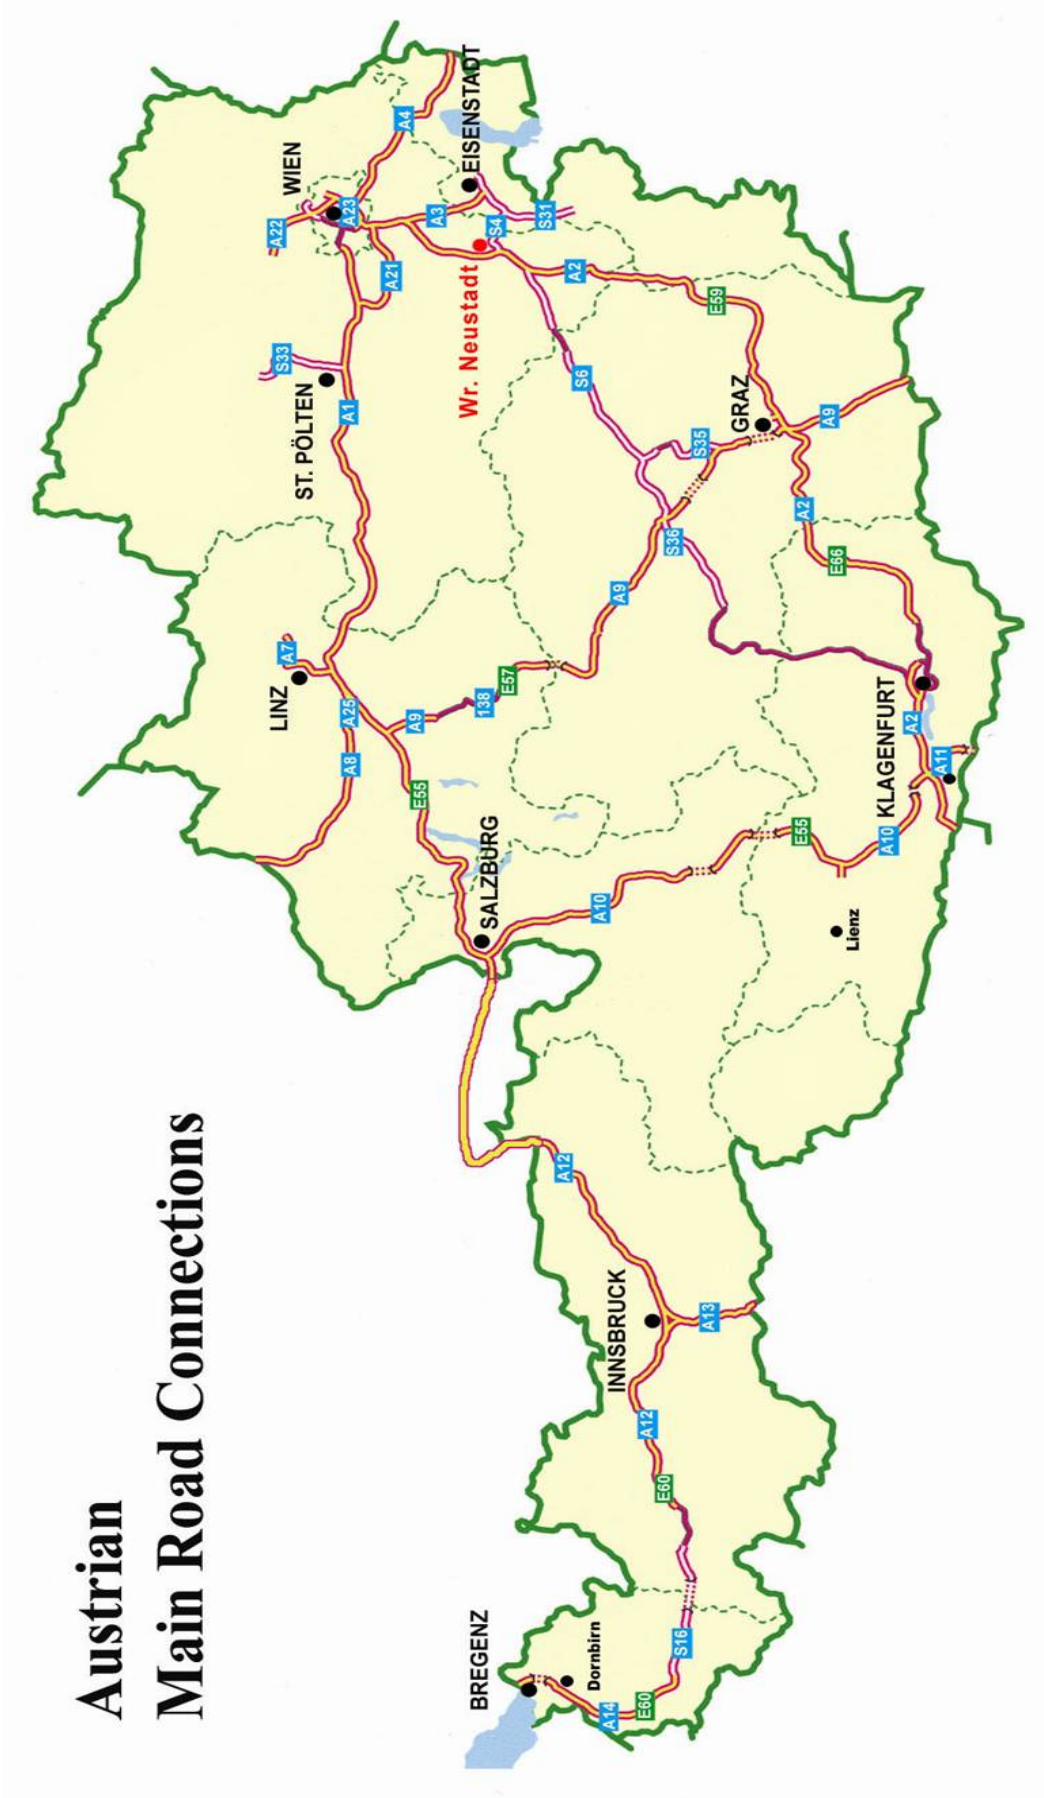 Austrian
Main Road Connections
BREGENZ
Dornbirn
A14
E60
S16
E60
A12
INNSBRUCK
A13
A12
SALZBURG
A10
Lienz
E55
A10
KLAGENFURT
A11
A2
E55
A8
A25
LINZ
A7
A9
138
E57
A9
S36
S35
S6
ST. PÖLTEN
S33
A1
WIEN
A22
A23
A21
A4
A3
EISENSTADT
S31
S4
Wr. Neustadt
A2
E59
GRAZ
A9
A2
E66